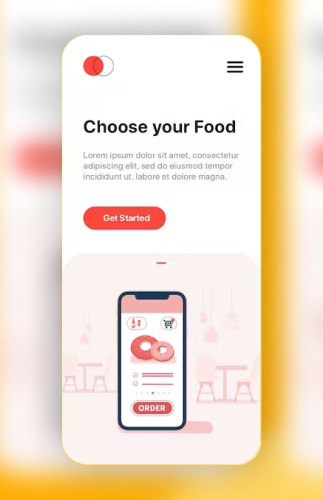 Choose your Food
Lorem ipsum dolor sit amet, consectetur
adipiscing elit, sed do eiusmod tempor
incididunt ut. labore et dolore magna.
Get Started
ORDER